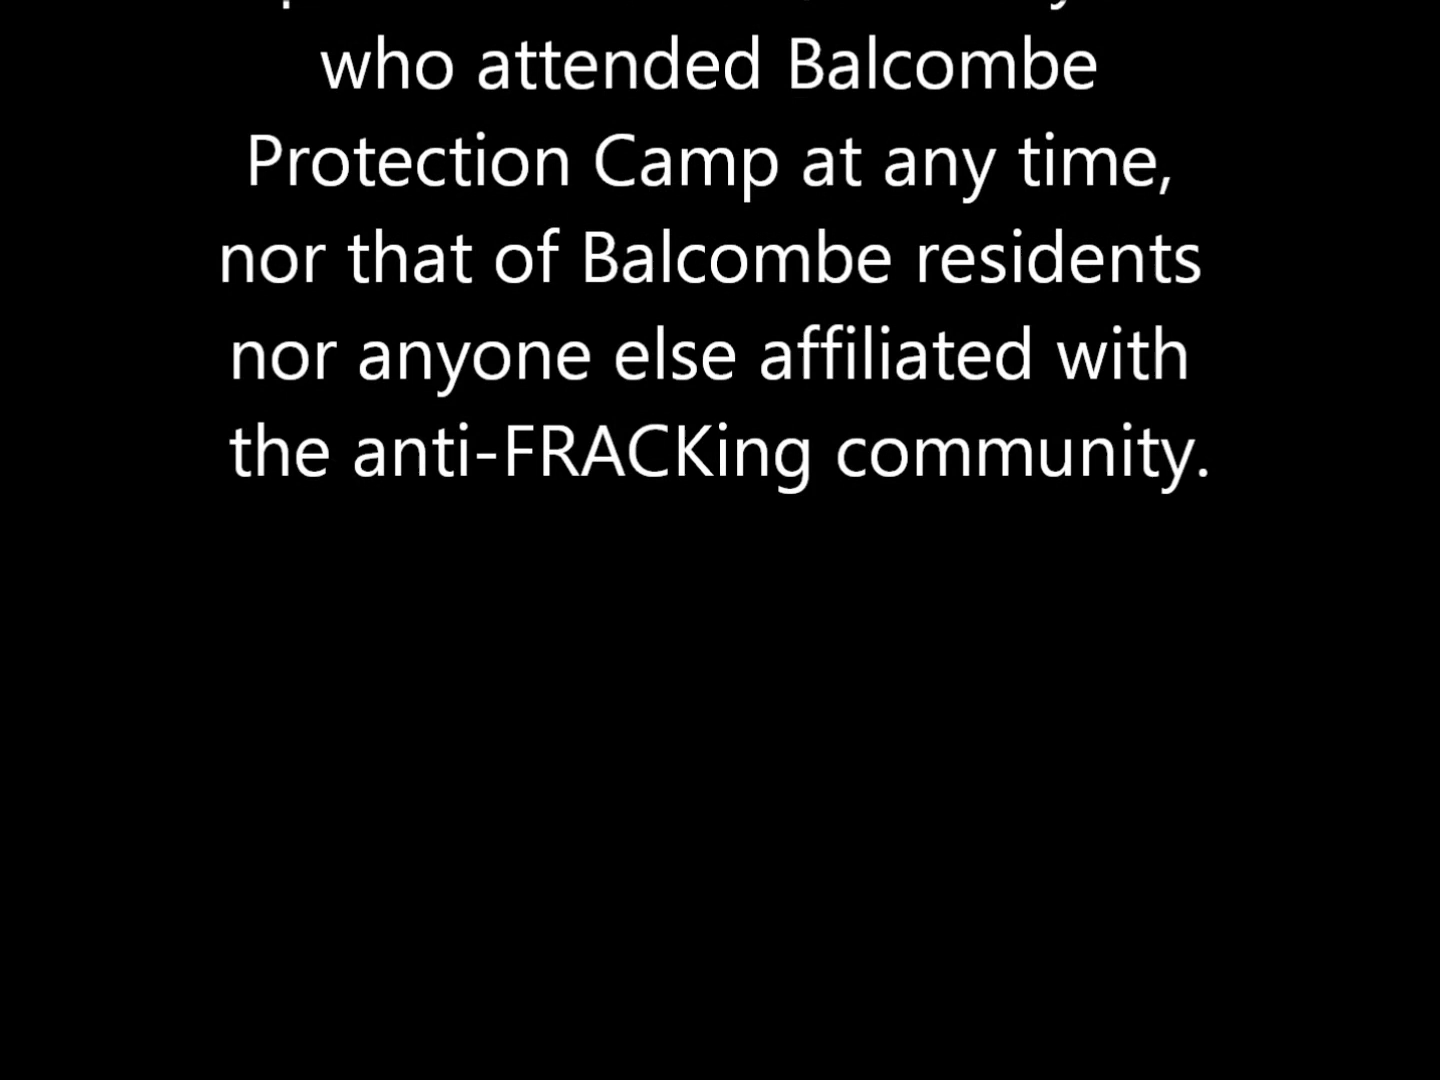 who attended Balcombe
Protection Camp at any time,
nor that of Balcombe residents
nor anyone else affiliated with
the anti-FRACKing community.